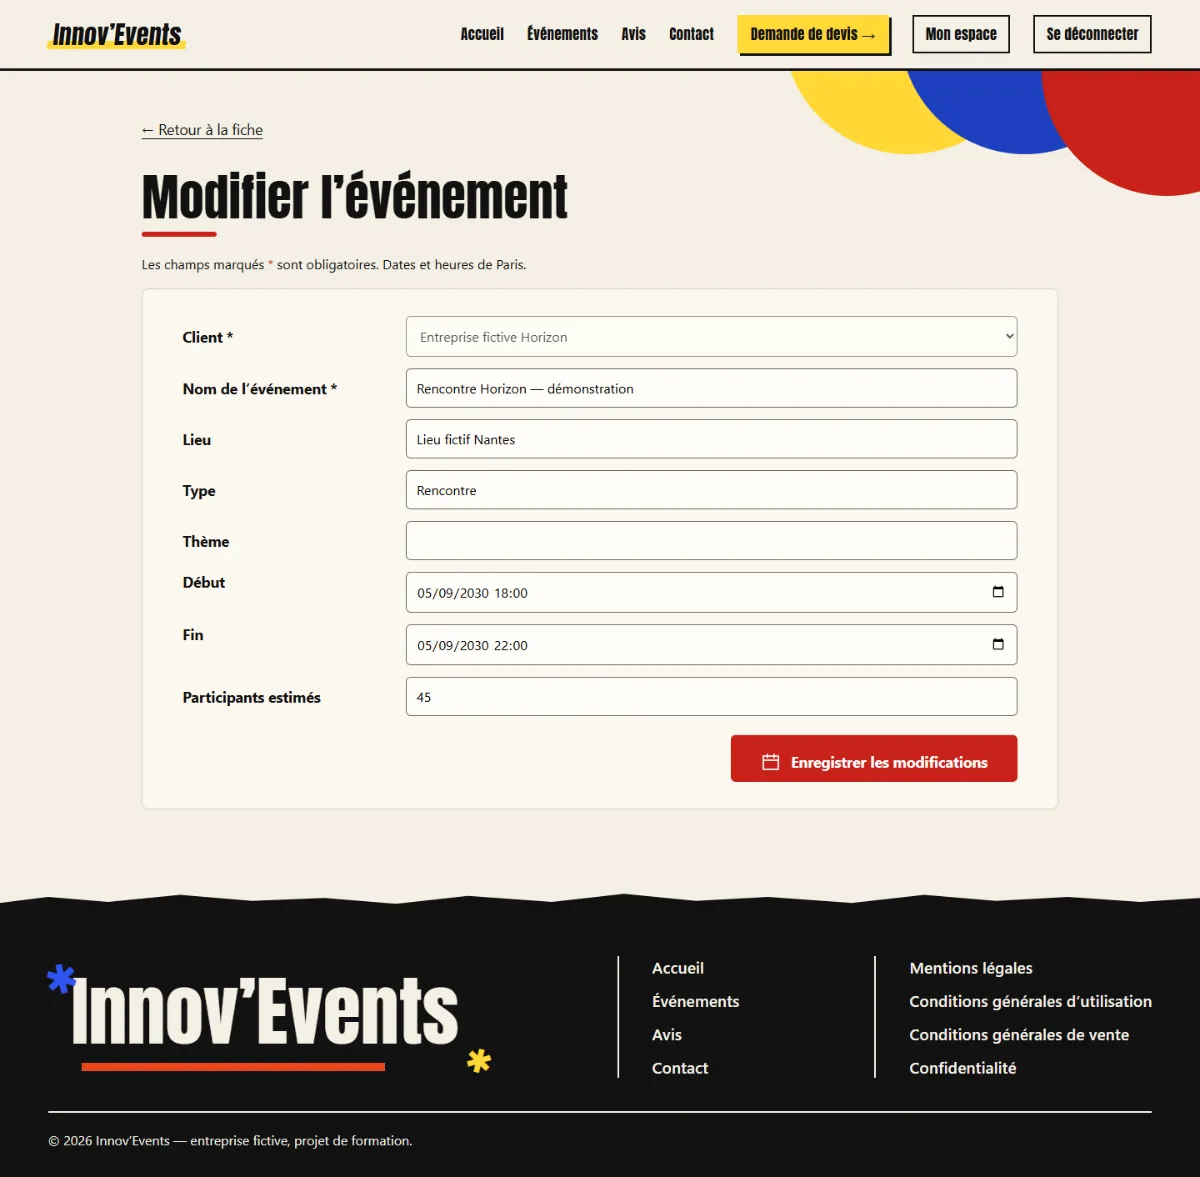 Innov'Events
Accueil Événements Avis Contact Demande de devis → Mon espace Se déconnecter
← Retour à la fiche
Modifier l’événement
Les champs marqués * sont obligatoires. Dates et heures de Paris.
Client * Entreprise fictive Horizon
Nom de l’événement * Rencontre Horizon — démonstration
Lieu Lieu fictif Nantes
Type Rencontre
Thème
Début 05/09/2030 18:00
Fin 05/09/2030 22:00
Participants estimés 45
Enregistrer les modifications
Innov’Events
Accueil
Événements
Avis
Contact
Mentions légales
Conditions générales d’utilisation
Conditions générales de vente
Confidentialité
© 2026 Innov’Events — entreprise fictive, projet de formation.